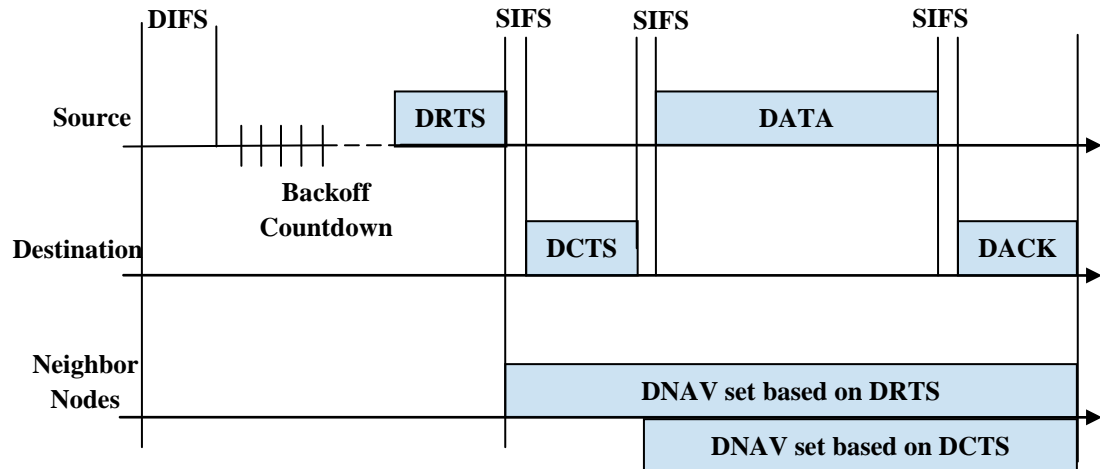 DIFS
SIFS
SIFS
SIFS
Source
DRTS
DATA
Backoff
Countdown
Destination
DCTS
DACK
Neighbor
Nodes
DNAV set based on DRTS
DNAV set based on DCTS